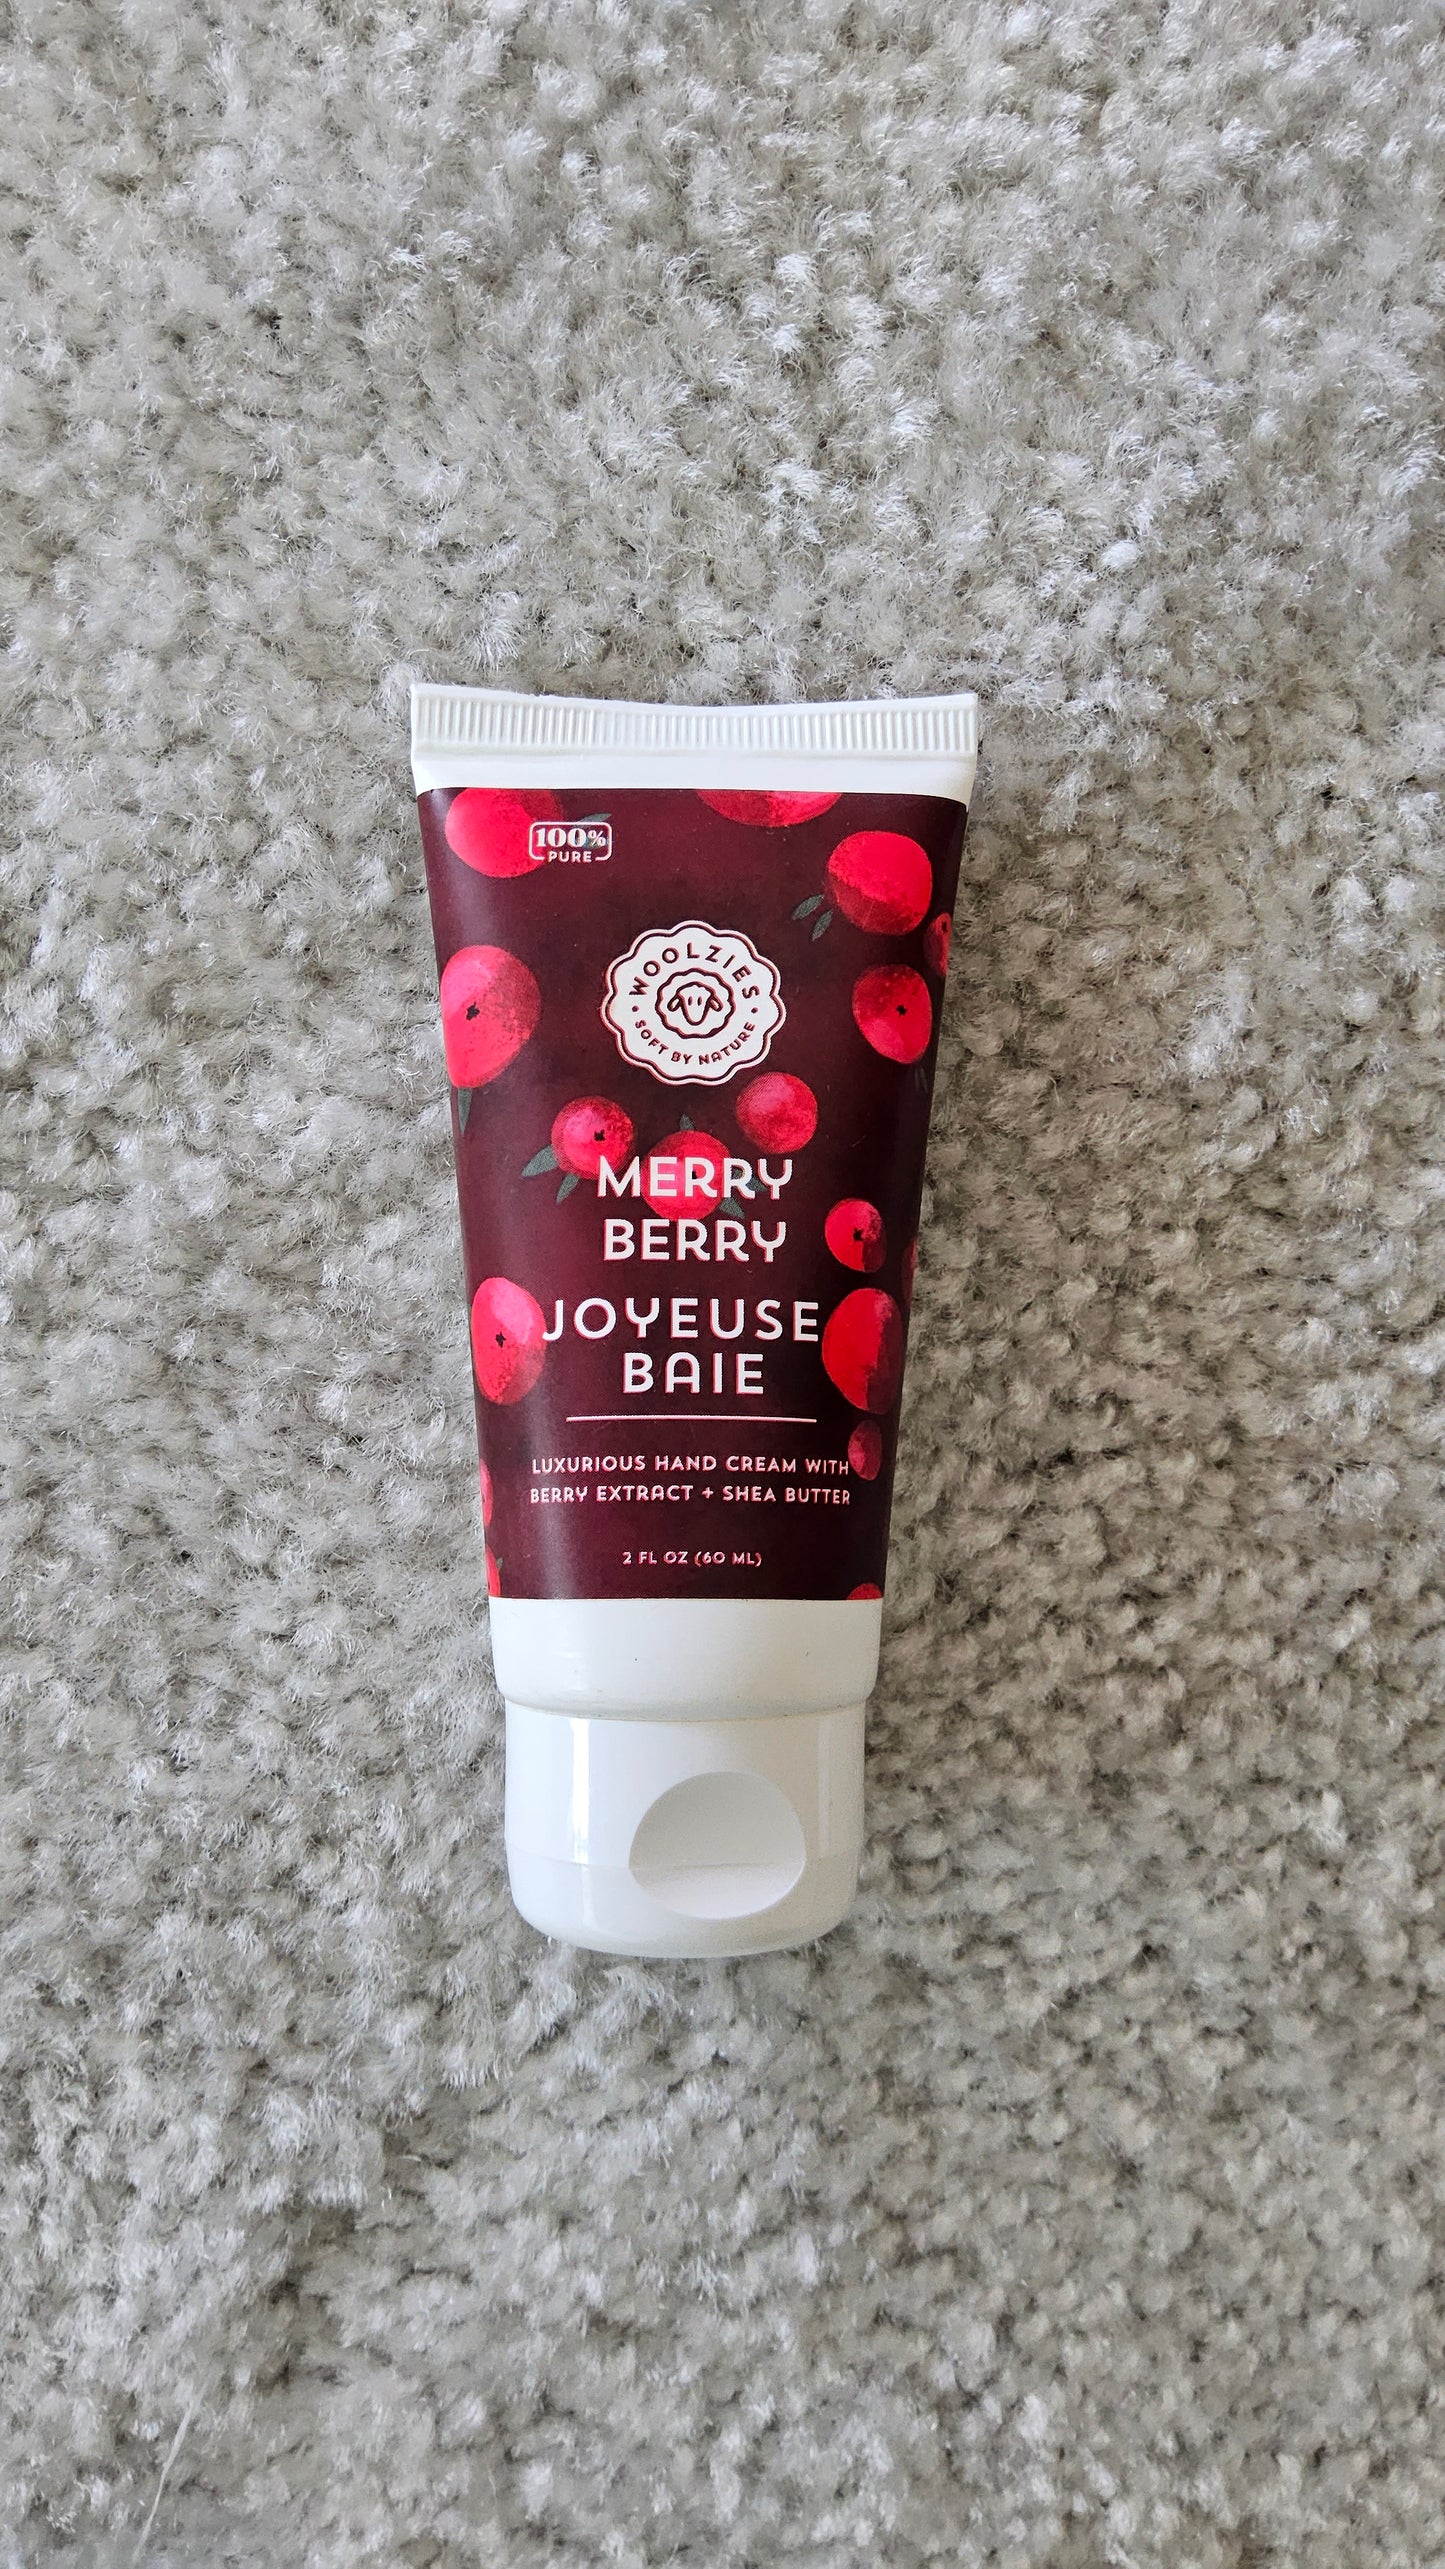 100%
PURE
WOOLZIES
SOFT BY NATURE
MERRY
BERRY
JOYEUSE
BAIE
LUXURIOUS HAND CREAM WITH
BERRY EXTRACT + SHEA BUTTER
2 FL OZ (60 ML)